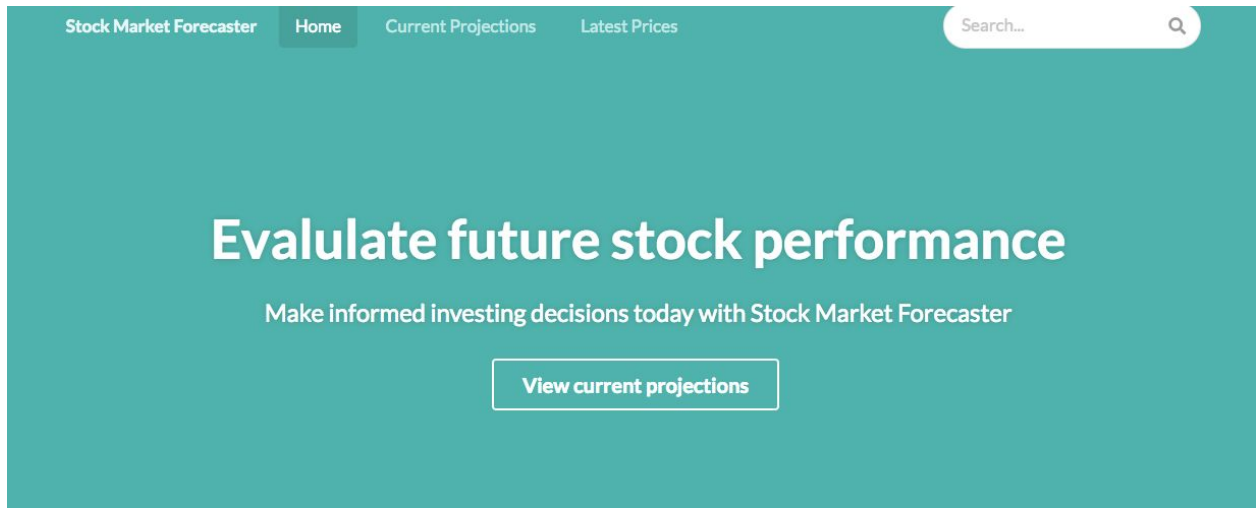 Stock Market Forecaster Home Current Projections Latest Prices Search...
Evalulate future stock performance
Make informed investing decisions today with Stock Market Forecaster
View current projections